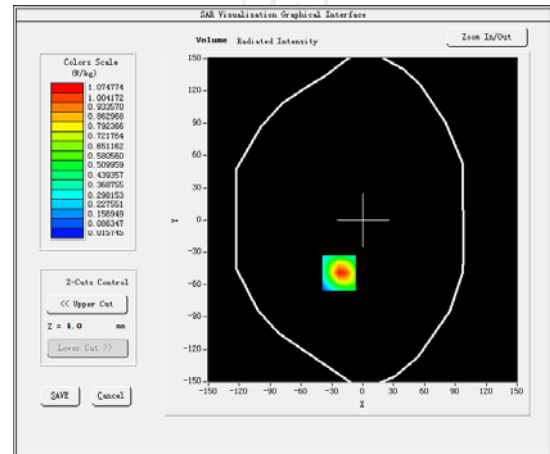 SAR Visualisation Graphical Interface
Volume Radiated Intensity
Zoom In/Out
Colors Scale
(W/kg)
1.074774
1.004172
0.933570
0.862968
0.792366
0.721764
0.651162
0.580560
0.509959
0.439357
0.368755
0.298153
0.227551
0.156949
0.086347
0.015745
Z-Cuts Control
<< Upper Cut
Z = 4.0 mm
Lower Cut >>
SAVE
Cancel
150
120
90
60
30
0
-30
-60
-90
-120
-150
Y
-150 -120 -90 -60 -30 0 30 60 90 120 150
X